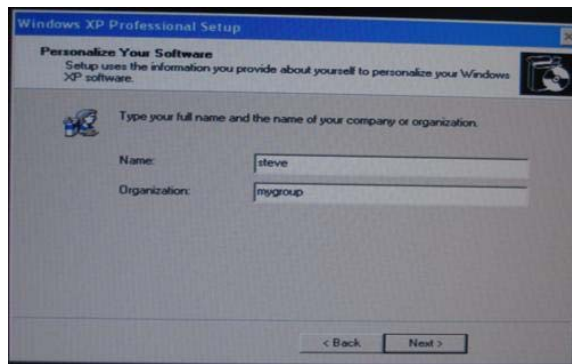 Windows XP Professional Setup
Personalize Your Software
Setup uses the information you provide about yourself to personalize your Windows
XP software.
Type your full name and the name of your company or organization.
Name:
steve
Organization:
mygroup
< Back
Next >